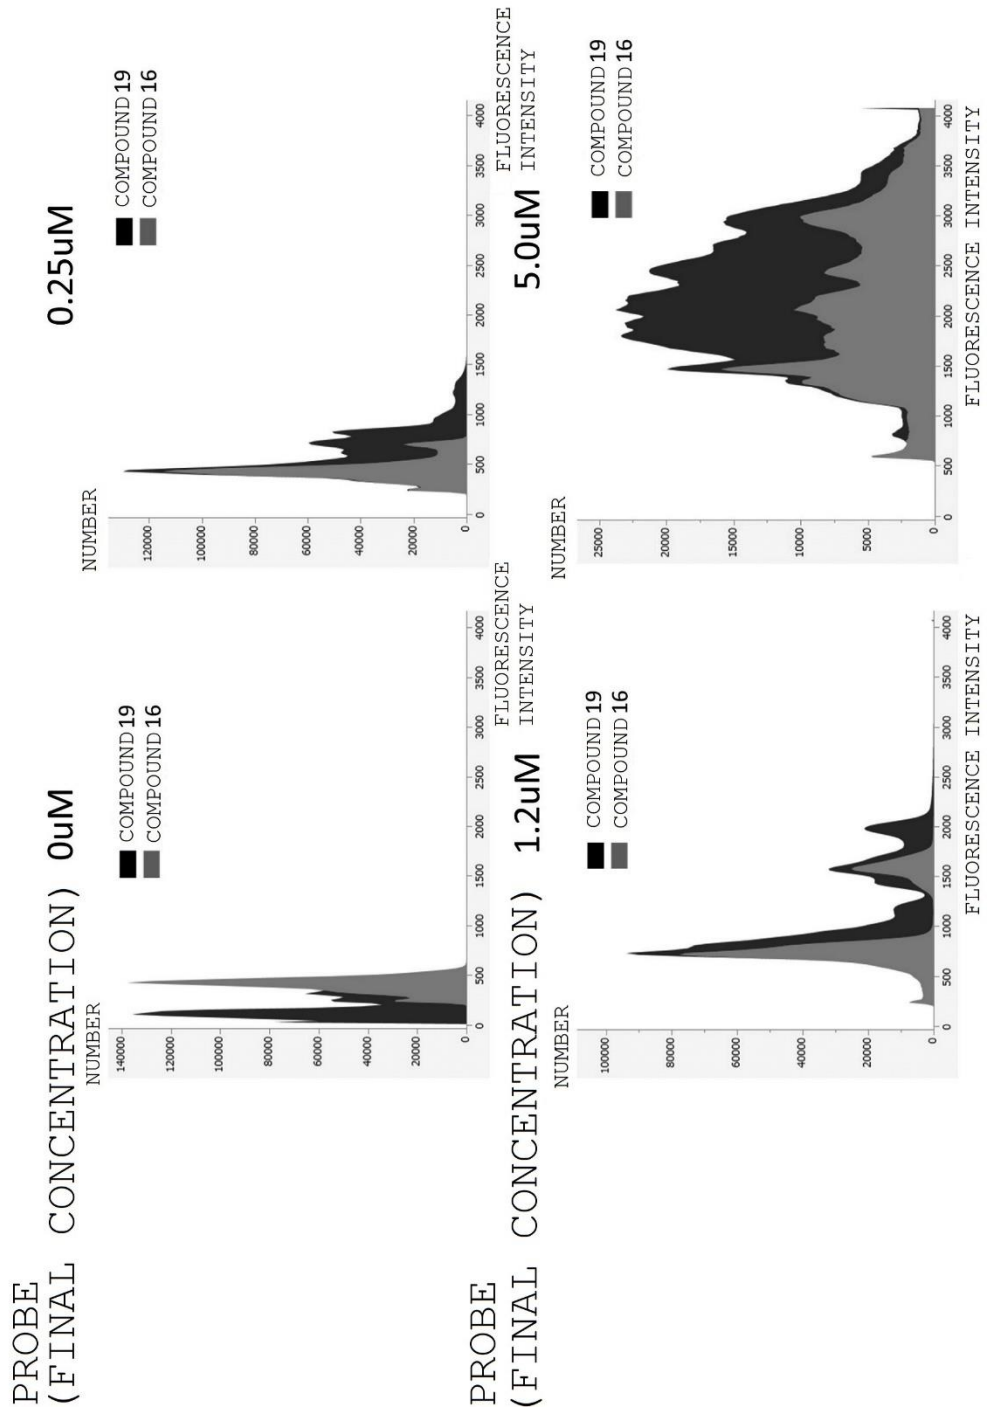 PROBE
(FINAL CONCENTRATION) 0uM
NUMBER
140000
120000
100000
80000
60000
40000
20000
0
0
500
1000
1500
2000
2500
3000
3500
4000
COMPOUND 19
COMPOUND 16
FLUORESCENCE
INTENSITY
0.25uM
NUMBER
120000
100000
80000
60000
40000
20000
0
0
500
1000
1500
2000
2500
3000
3500
4000
COMPOUND 19
COMPOUND 16
FLUORESCENCE
INTENSITY
PROBE
(FINAL CONCENTRATION) 1.2uM
NUMBER
100000
80000
60000
40000
20000
0
0
500
1000
1500
2000
2500
3000
3500
4000
COMPOUND 19
COMPOUND 16
FLUORESCENCE INTENSITY
5.0uM
NUMBER
25000
20000
15000
10000
5000
0
0
500
1000
1500
2000
2500
3000
3500
4000
COMPOUND 19
COMPOUND 16
FLUORESCENCE INTENSITY